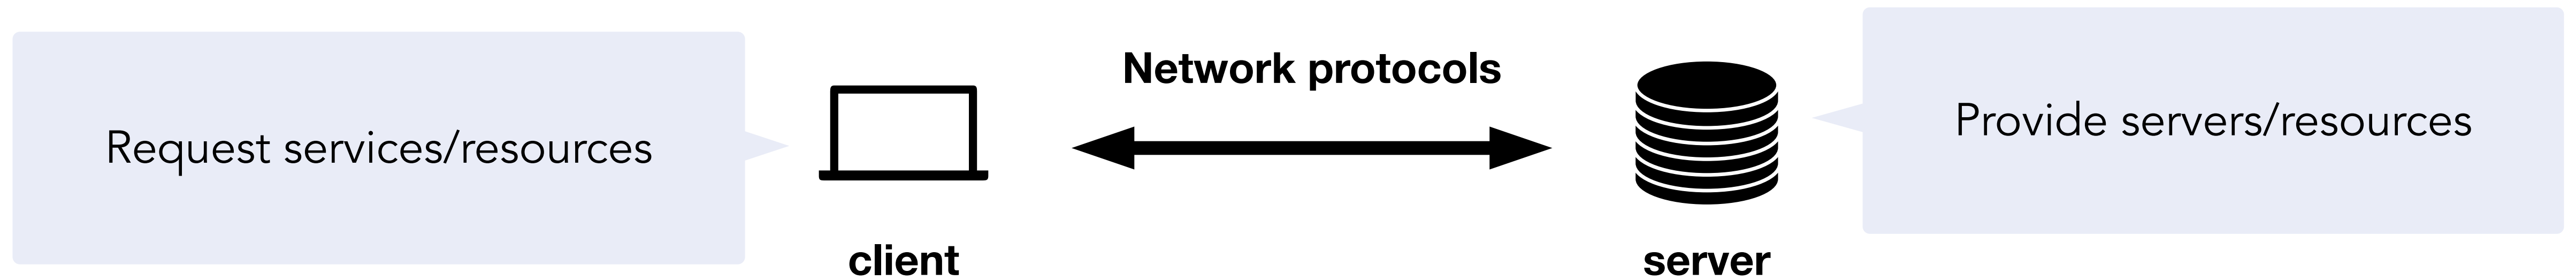 Request services/resources
Network protocols
client
server
Provide servers/resources